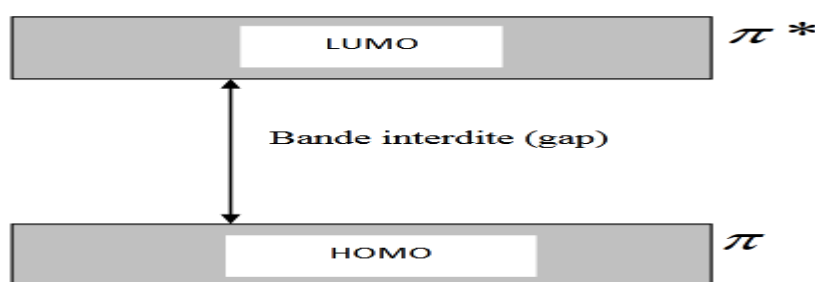 LUMO
π *
Bande interdite (gap)
HOMO
π